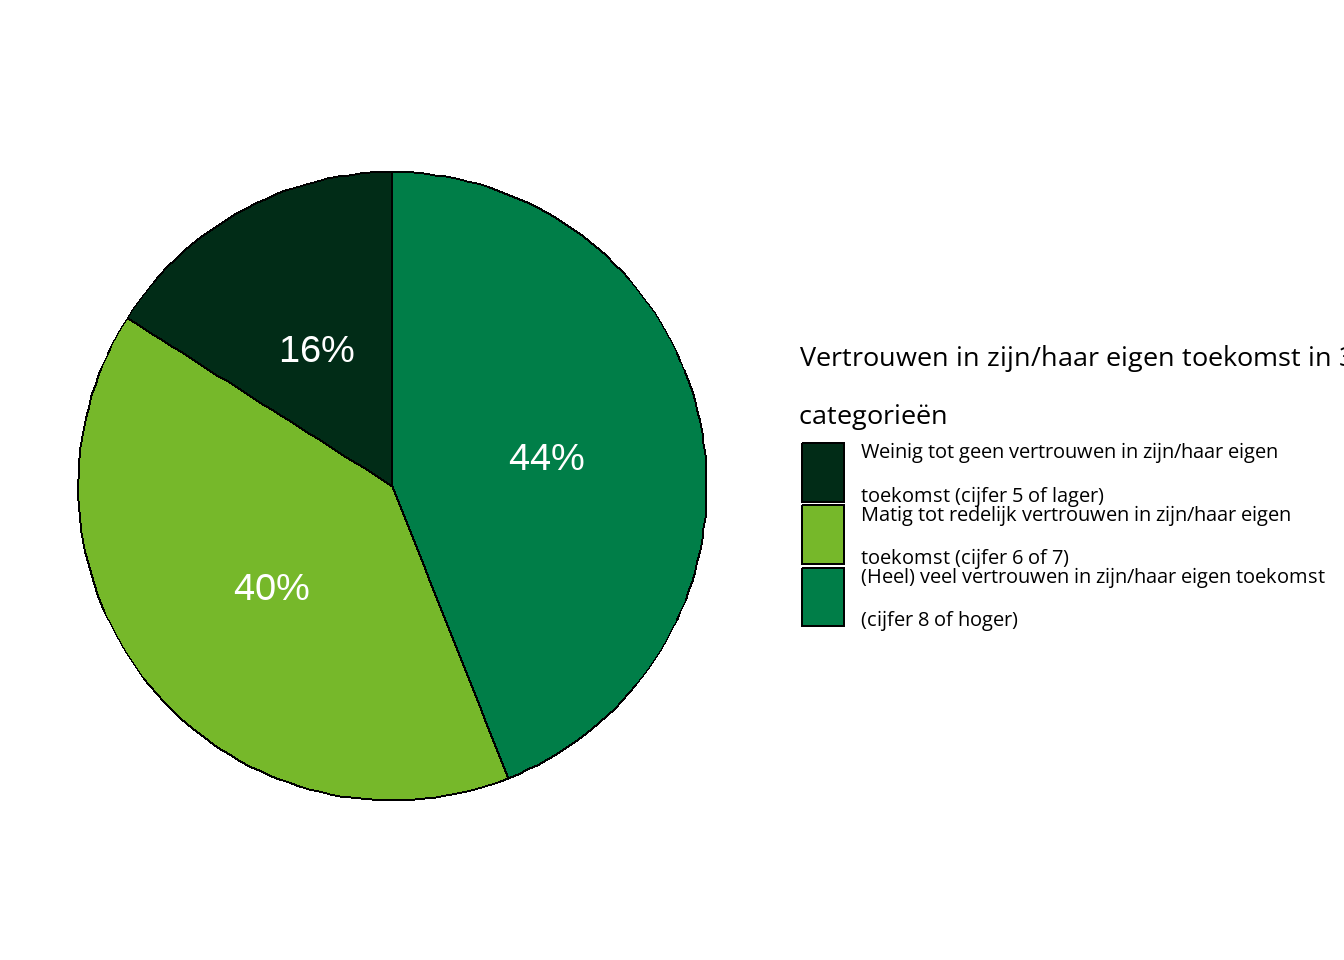 16%
44%
40%
Vertrouwen in zijn/haar eigen toekomst in 3
categorieën
Weinig tot geen vertrouwen in zijn/haar eigen
toekomst (cijfer 5 of lager)
Matig tot redelijk vertrouwen in zijn/haar eigen
toekomst (cijfer 6 of 7)
(Heel) veel vertrouwen in zijn/haar eigen toekomst
(cijfer 8 of hoger)